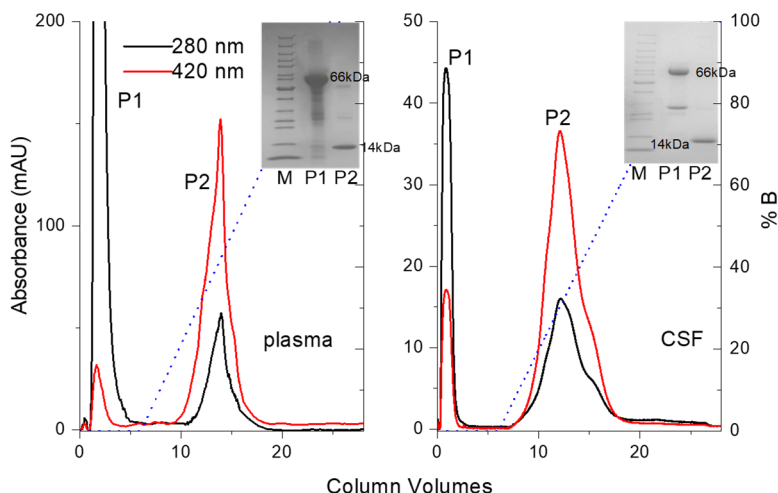 200
100
0
Absorbance (mAU)
280 nm
420 nm
P1
P2
66kDa
14kDa
M P1 P2
plasma
0 10 20
50
40
30
20
10
0
P1
P2
66kDa
14kDa
M P1 P2
CSF
0 10 20
100
80
60
40
20
0
% B
Column Volumes